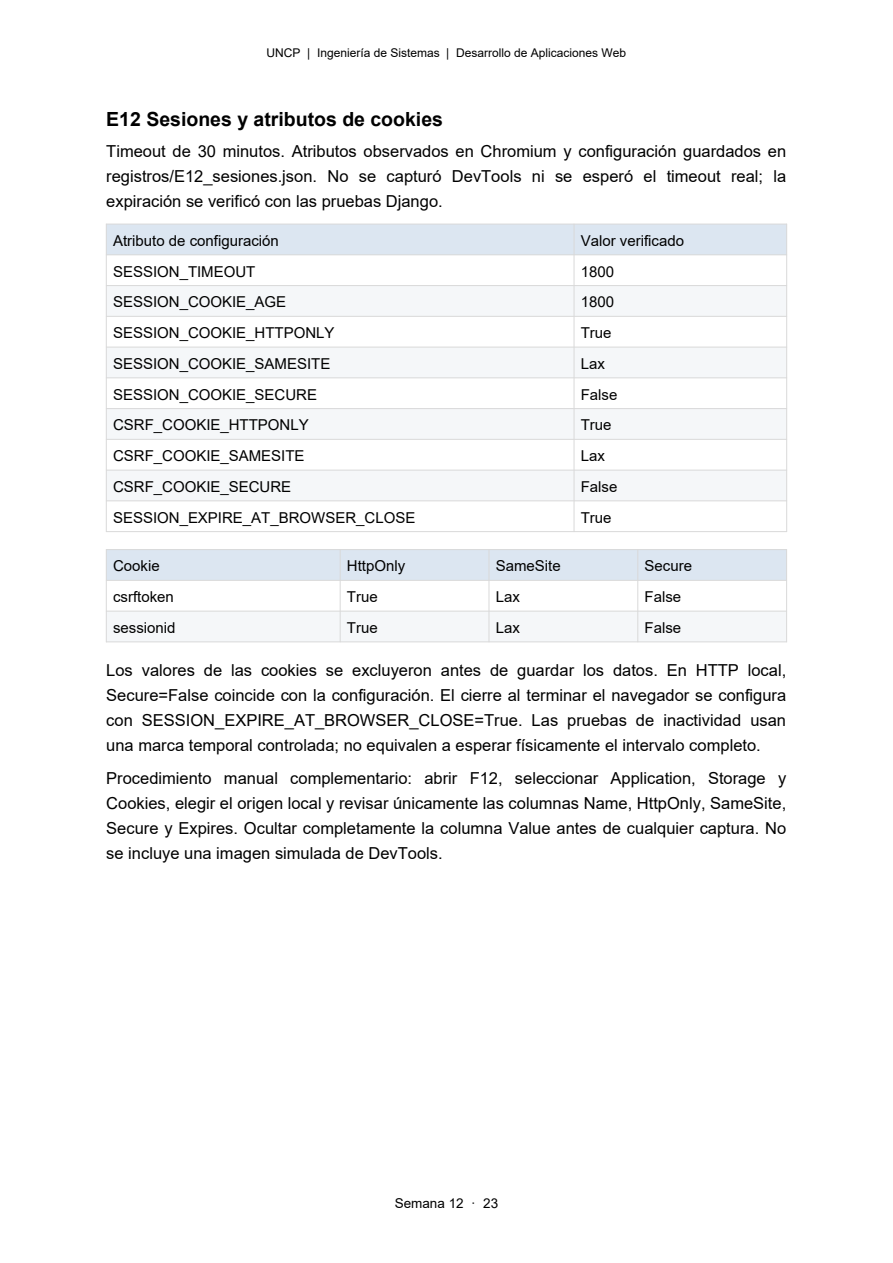 UNCP | Ingeniería de Sistemas | Desarrollo de Aplicaciones Web
E12 Sesiones y atributos de cookies
Timeout de 30 minutos. Atributos observados en Chromium y configuración guardados en
registros/E12_sesiones.json. No se capturó DevTools ni se esperó el timeout real; la
expiración se verificó con las pruebas Django.
Atributo de configuración Valor verificado
SESSION_TIMEOUT 1800
SESSION_COOKIE_AGE 1800
SESSION_COOKIE_HTTPONLY True
SESSION_COOKIE_SAMESITE Lax
SESSION_COOKIE_SECURE False
CSRF_COOKIE_HTTPONLY True
CSRF_COOKIE_SAMESITE Lax
CSRF_COOKIE_SECURE False
SESSION_EXPIRE_AT_BROWSER_CLOSE True
Cookie HttpOnly SameSite Secure
csrftoken True Lax False
sessionid True Lax False
Los valores de las cookies se excluyeron antes de guardar los datos. En HTTP local,
Secure=False coincide con la configuración. El cierre al terminar el navegador se configura
con SESSION_EXPIRE_AT_BROWSER_CLOSE=True. Las pruebas de inactividad usan
una marca temporal controlada; no equivalen a esperar físicamente el intervalo completo.
Procedimiento manual complementario: abrir F12, seleccionar Application, Storage y
Cookies, elegir el origen local y revisar únicamente las columnas Name, HttpOnly, SameSite,
Secure y Expires. Ocultar completamente la columna Value antes de cualquier captura. No
se incluye una imagen simulada de DevTools.
Semana 12 · 23